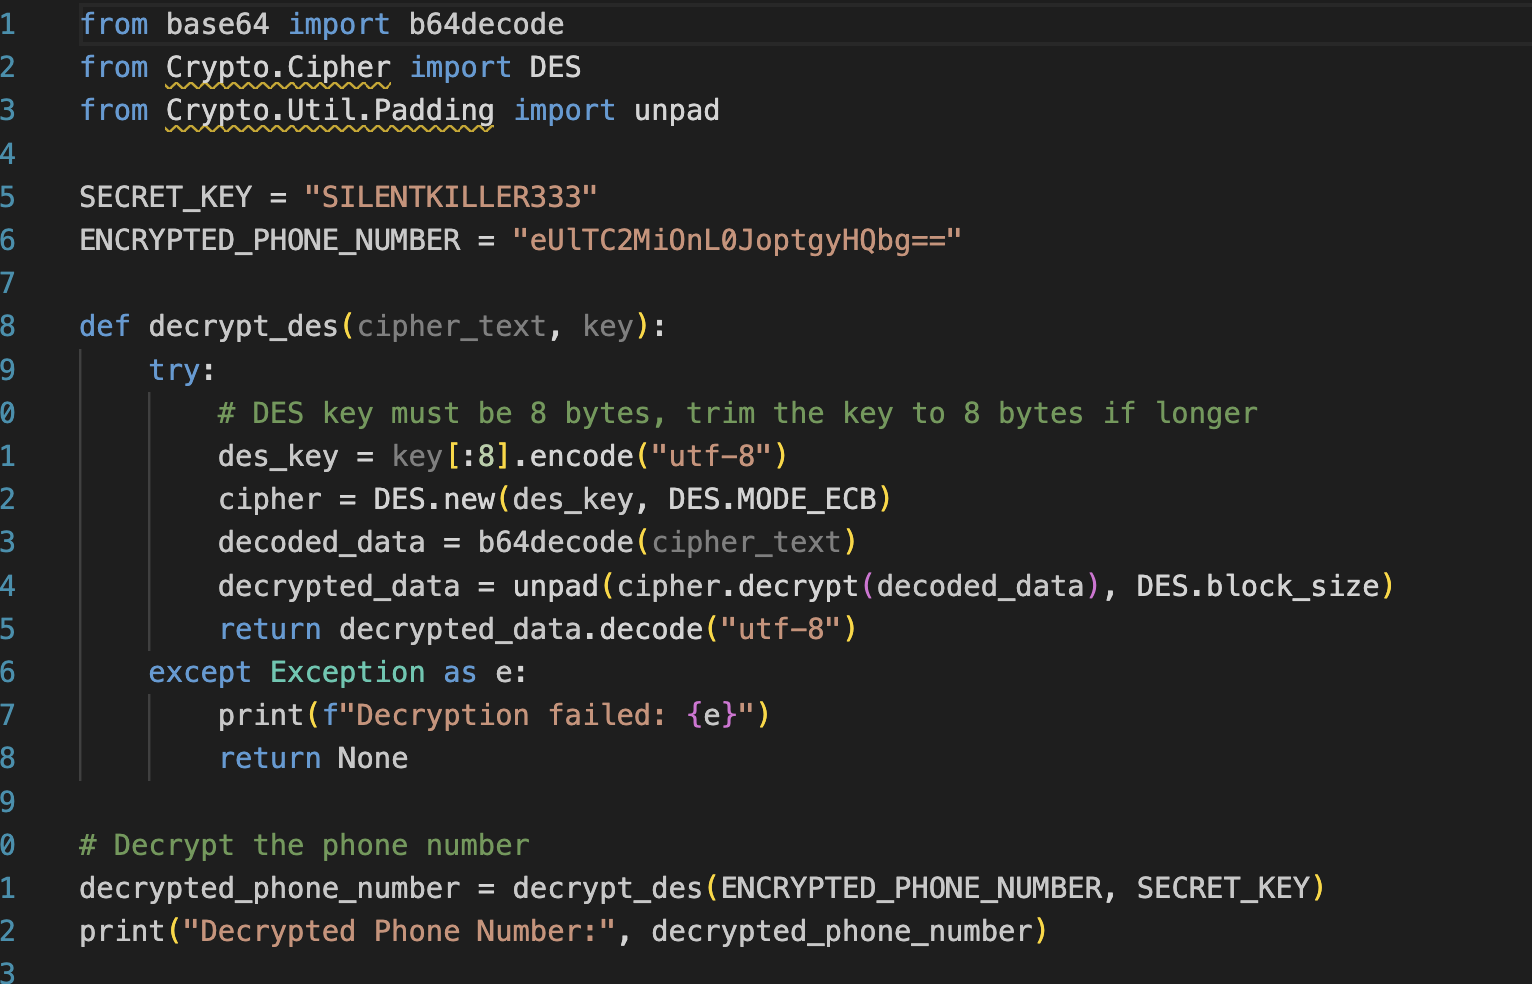 1 from base64 import b64decode
2 from Crypto.Cipher import DES
3 from Crypto.Util.Padding import unpad
4
5 SECRET_KEY = "SILENTKILLER333"
6 ENCRYPTED_PHONE_NUMBER = "eUlTC2MiOnL0JoptgyHQbg=="
7
8 def decrypt_des(cipher_text, key):
9     try:
0         # DES key must be 8 bytes, trim the key to 8 bytes if longer
1         des_key = key[:8].encode("utf-8")
2         cipher = DES.new(des_key, DES.MODE_ECB)
3         decoded_data = b64decode(cipher_text)
4         decrypted_data = unpad(cipher.decrypt(decoded_data), DES.block_size)
5         return decrypted_data.decode("utf-8")
6     except Exception as e:
7         print(f"Decryption failed: {e}")
8         return None
9
0 # Decrypt the phone number
1 decrypted_phone_number = decrypt_des(ENCRYPTED_PHONE_NUMBER, SECRET_KEY)
2 print("Decrypted Phone Number:", decrypted_phone_number)
3